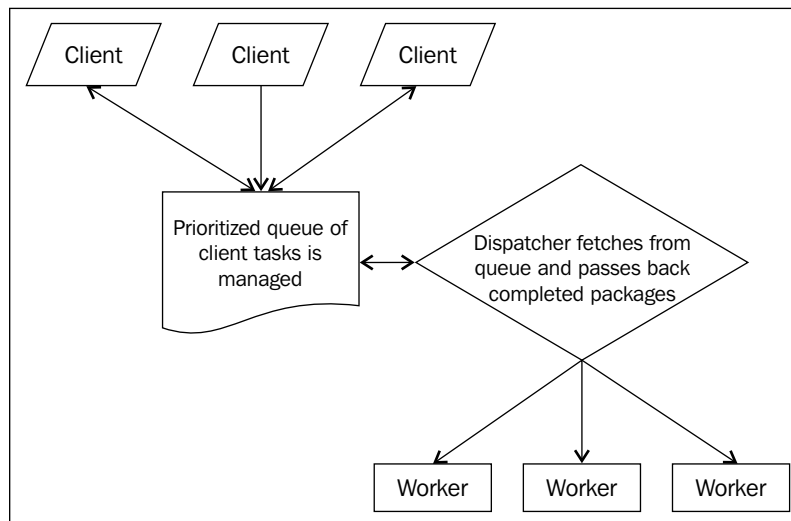 Client
Client
Client
Prioritized queue of
client tasks is
managed
Dispatcher fetches from
queue and passes back
completed packages
Worker
Worker
Worker